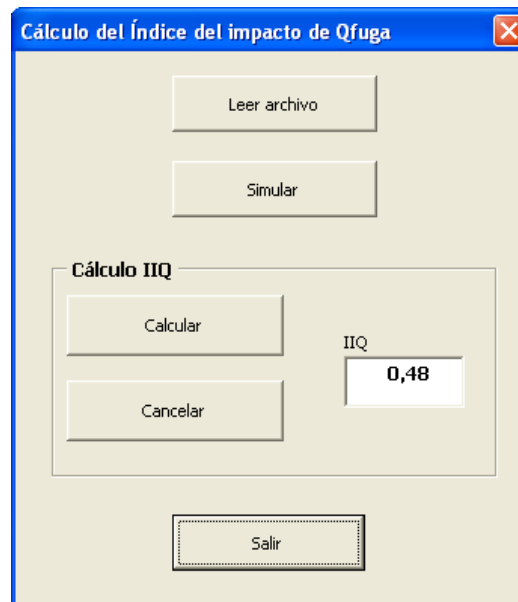 Cálculo del Índice del impacto de Qfuga
Leer archivo
Simular
Cálculo IIQ
Calcular
IIQ
0,48
Cancelar
Salir